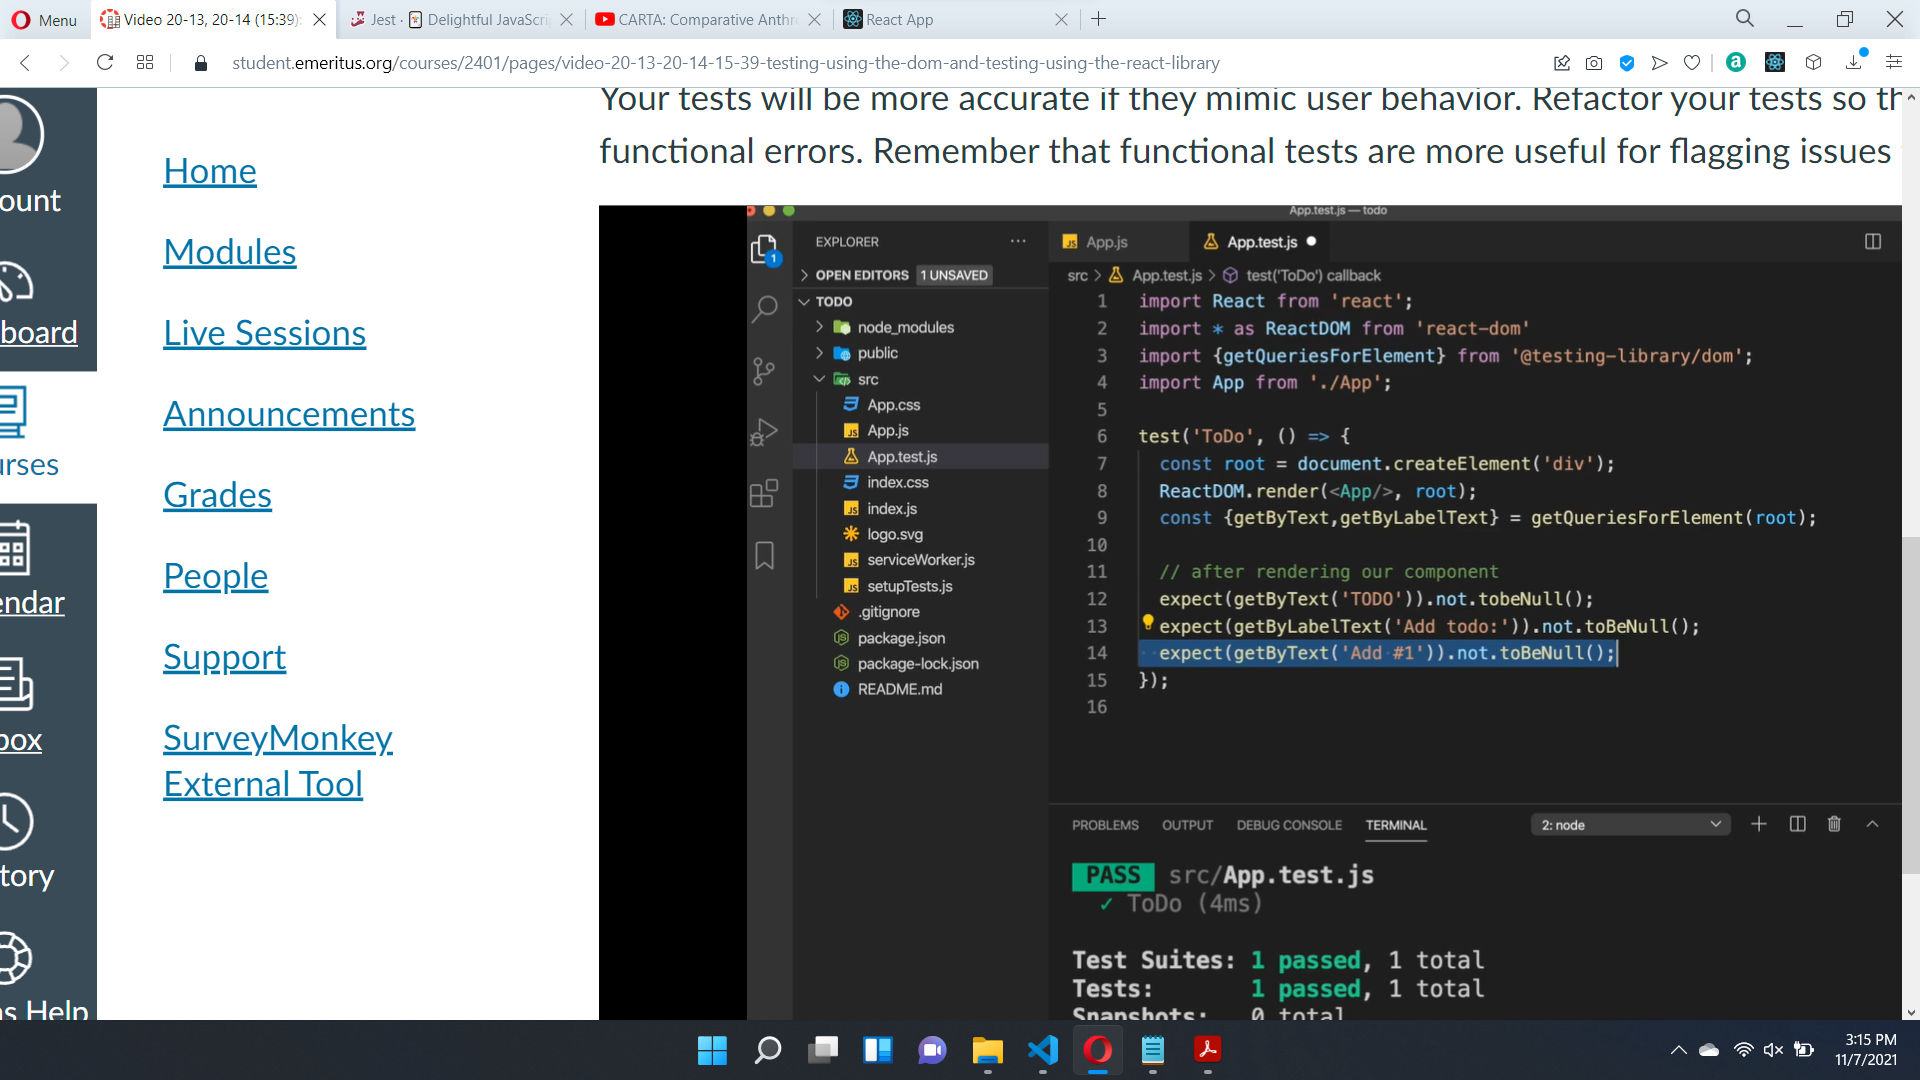 Menu
Video 20-13, 20-14 (15:39):
Jest · Delightful JavaScri
CARTA: Comparative Anthr
React App
student.emeritus.org/courses/2401/pages/video-20-13-20-14-15-39-testing-using-the-dom-and-testing-using-the-react-library
ount
board
urses
endar
box
tory
s Help
Home
Modules
Live Sessions
Announcements
Grades
People
Support
SurveyMonkey
External Tool
Your tests will be more accurate if they mimic user behavior. Refactor your tests so th
functional errors. Remember that functional tests are more useful for flagging issues
App.test.js — todo
EXPLORER
OPEN EDITORS 1 UNSAVED
TODO
node_modules
public
src
App.css
App.js
App.test.js
index.css
index.js
logo.svg
serviceWorker.js
setupTests.js
.gitignore
package.json
package-lock.json
README.md
App.js
App.test.js
src > App.test.js > test('ToDo') callback
1 import React from 'react';
2 import * as ReactDOM from 'react-dom'
3 import {getQueriesForElement} from '@testing-library/dom';
4 import App from './App';
5
6 test('ToDo', () => {
7 const root = document.createElement('div');
8 ReactDOM.render(<App/>, root);
9 const {getByText,getByLabelText} = getQueriesForElement(root);
10
11 // after rendering our component
12 expect(getByText('TODO')).not.tobeNull();
13 expect(getByLabelText('Add todo:')).not.toBeNull();
14 expect(getByText('Add #1')).not.toBeNull();
15 });
16
PROBLEMS OUTPUT DEBUG CONSOLE TERMINAL
2: node
PASS src/App.test.js
✓ ToDo (4ms)
Test Suites: 1 passed, 1 total
Tests: 1 passed, 1 total
Snapshots: 0 total
3:15 PM
11/7/2021